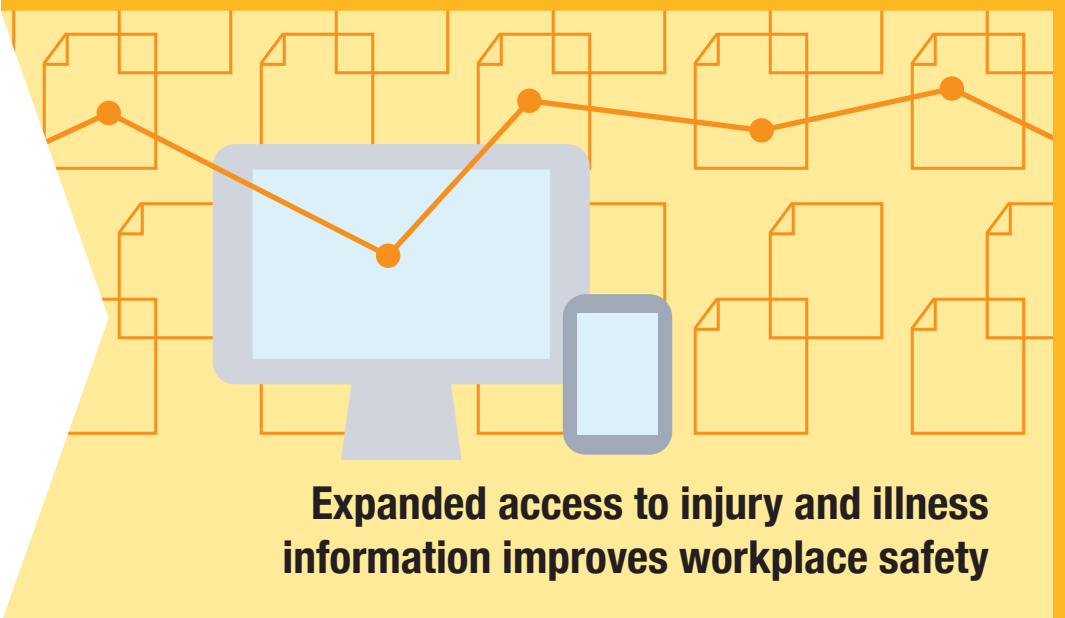 Expanded access to injury and illness
information improves workplace safety